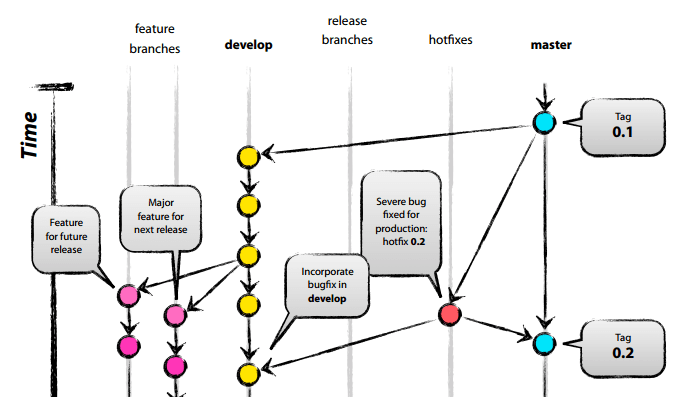 feature
branches
develop
release
branches
hotfixes
master
Time
Tag
0.1
Feature
for future
release
Major
feature for
next release
Severe bug
fixed for
production:
hotfix 0.2
Incorporate
bugfix in
develop
Tag
0.2